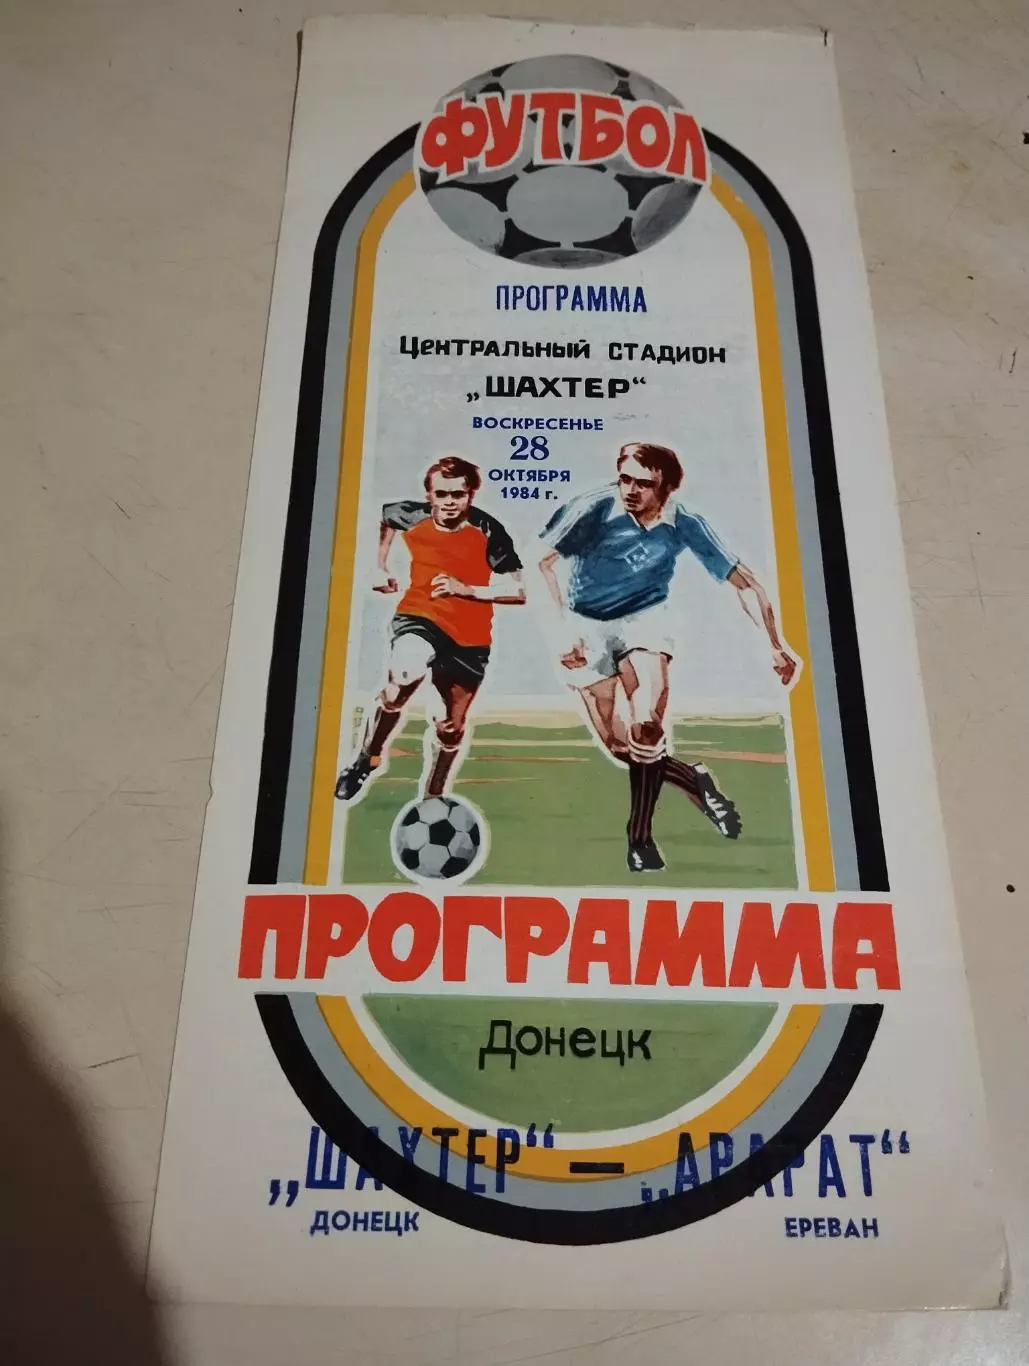 ФУТБОЛ
ПРОГРАММА
ЦЕНТРАЛЬНЫЙ СТАДИОН
„ШАХТЕР“
ВОСКРЕСЕНЬЕ
28
ОКТЯБРЯ
1984 г.
ПРОГРАММА
ДОНЕЦК
„ШАХТЕР“ — „АРАРАТ“
ДОНЕЦК ЕРЕВАН